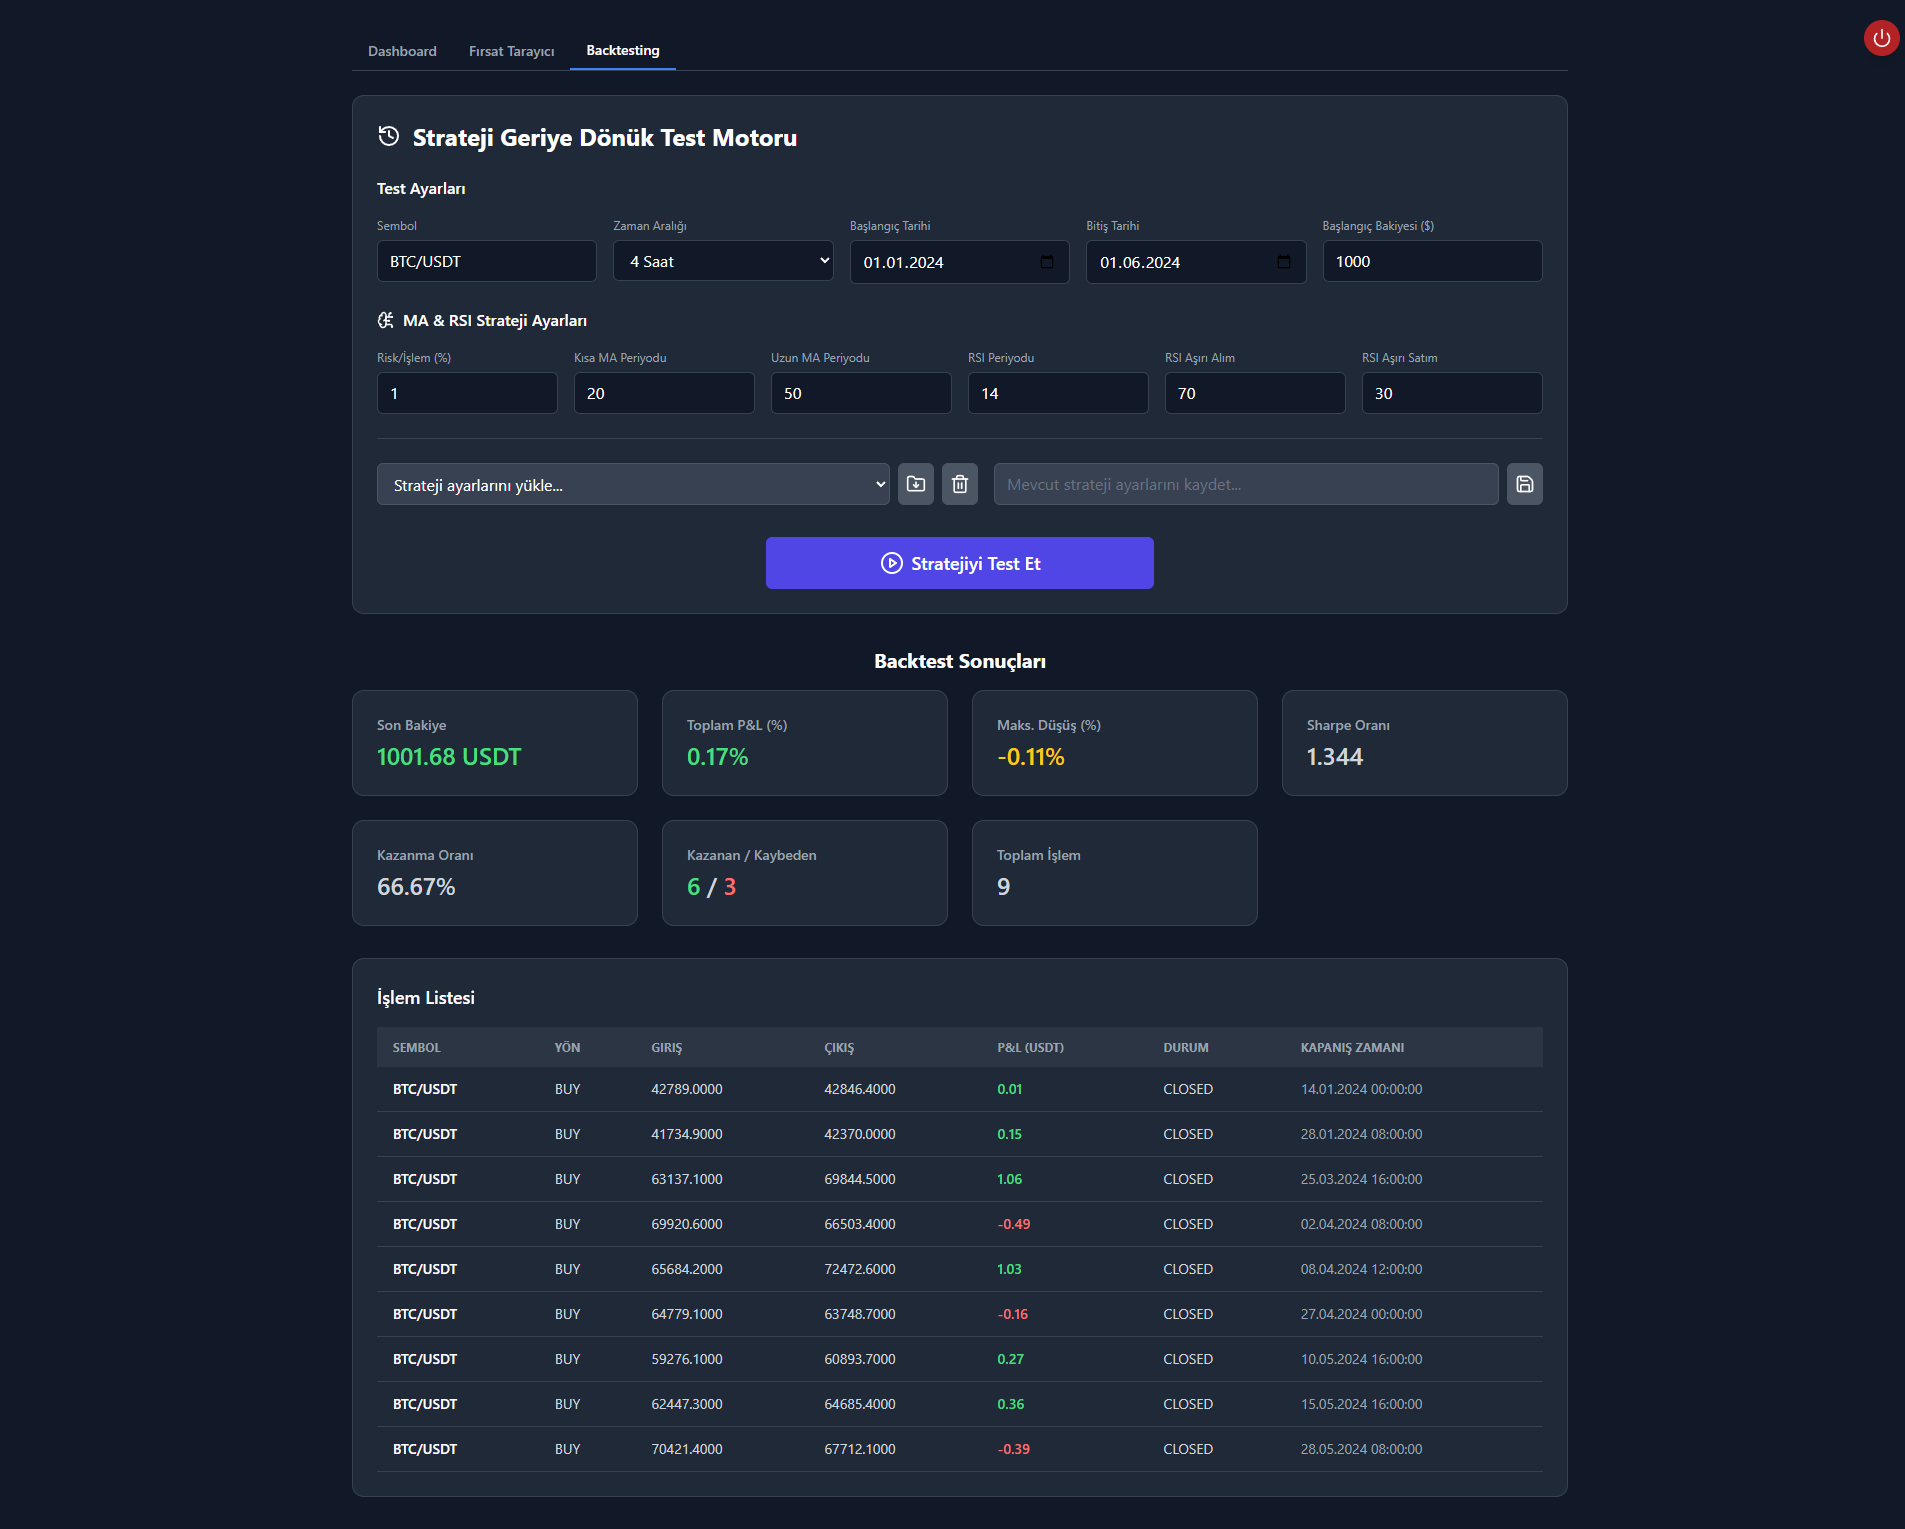 Dashboard Fırsat Tarayıcı Backtesting
Strateji Geriye Dönük Test Motoru
Test Ayarları
Sembol Zaman Aralığı Başlangıç Tarihi Bitiş Tarihi Başlangıç Bakiyesi ($)
BTC/USDT 4 Saat 01.01.2024 01.06.2024 1000
MA & RSI Strateji Ayarları
Risk/İşlem (%) Kısa MA Periyodu Uzun MA Periyodu RSI Periyodu RSI Aşırı Alım RSI Aşırı Satım
1 20 50 14 70 30
Strateji ayarlarını yükle... Mevcut strateji ayarlarını kaydet...
Stratejiyi Test Et
Backtest Sonuçları
Son Bakiye Toplam P&L (%) Maks. Düşüş (%) Sharpe Oranı
1001.68 USDT 0.17% -0.11% 1.344
Kazanma Oranı Kazanan / Kaybeden Toplam İşlem
66.67% 6 / 3 9
İşlem Listesi
SEMBOL YÖN GIRIŞ ÇIKIŞ P&L (USDT) DURUM KAPANIŞ ZAMANI
BTC/USDT BUY 42789.0000 42846.4000 0.01 CLOSED 14.01.2024 00:00:00
BTC/USDT BUY 41734.9000 42370.0000 0.15 CLOSED 28.01.2024 08:00:00
BTC/USDT BUY 63137.1000 69844.5000 1.06 CLOSED 25.03.2024 16:00:00
BTC/USDT BUY 69920.6000 66503.4000 -0.49 CLOSED 02.04.2024 08:00:00
BTC/USDT BUY 65684.2000 72472.6000 1.03 CLOSED 08.04.2024 12:00:00
BTC/USDT BUY 64779.1000 63748.7000 -0.16 CLOSED 27.04.2024 00:00:00
BTC/USDT BUY 59276.1000 60893.7000 0.27 CLOSED 10.05.2024 16:00:00
BTC/USDT BUY 62447.3000 64685.4000 0.36 CLOSED 15.05.2024 16:00:00
BTC/USDT BUY 70421.4000 67712.1000 -0.39 CLOSED 28.05.2024 08:00:00